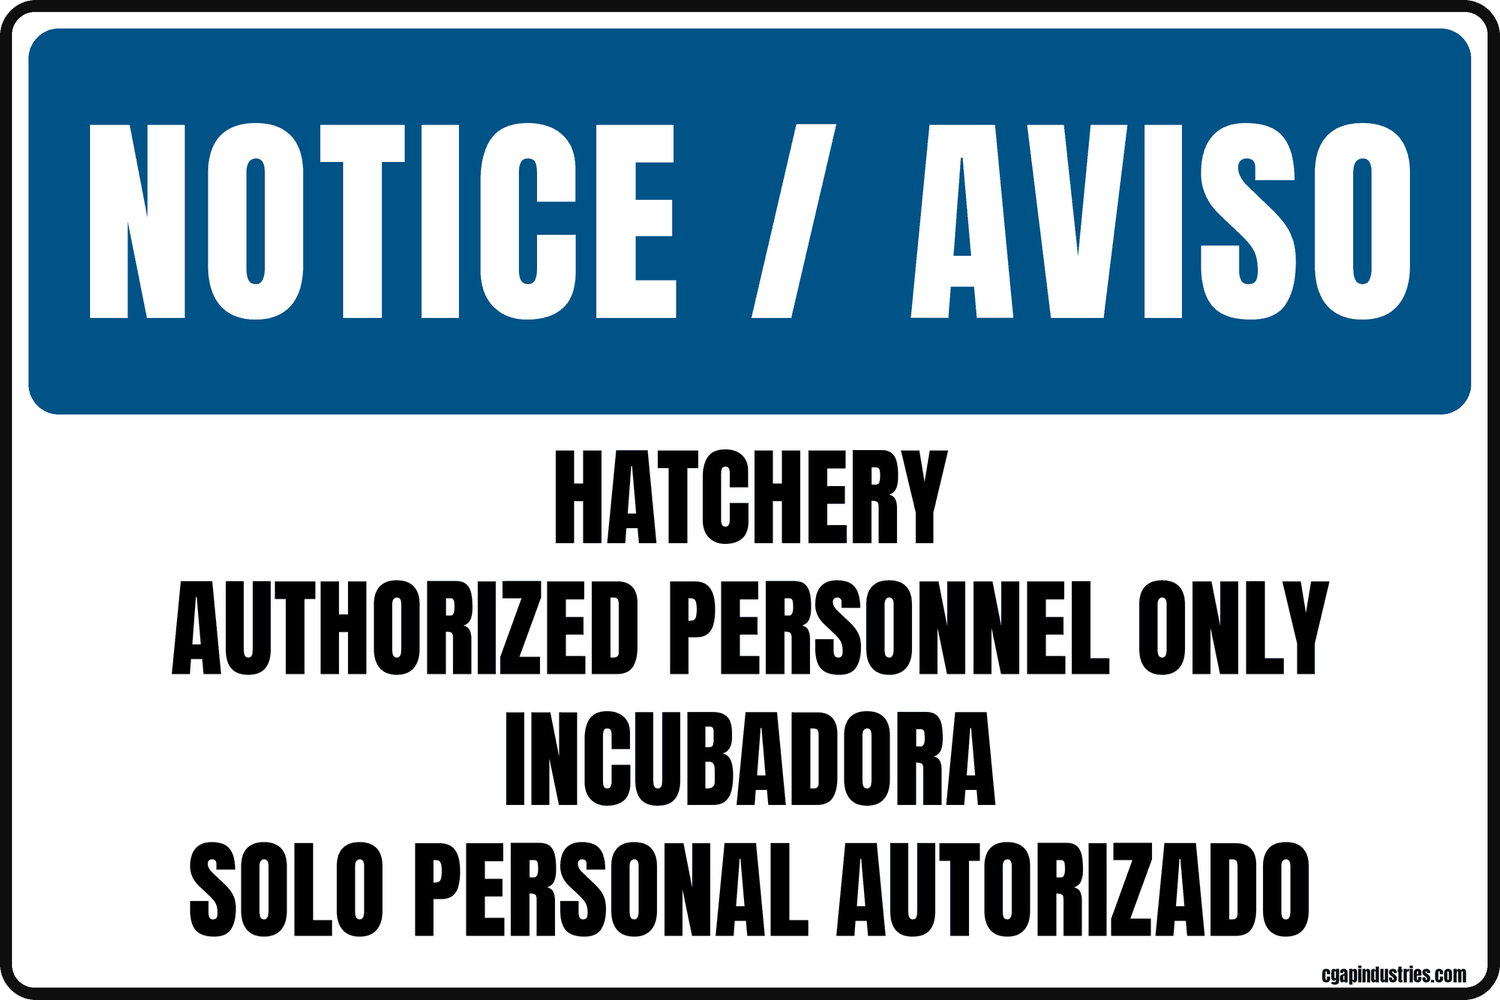 NOTICE / AVISO
HATCHERY
AUTHORIZED PERSONNEL ONLY
INCUBADORA
SOLO PERSONAL AUTORIZADO
cgapindustries.com